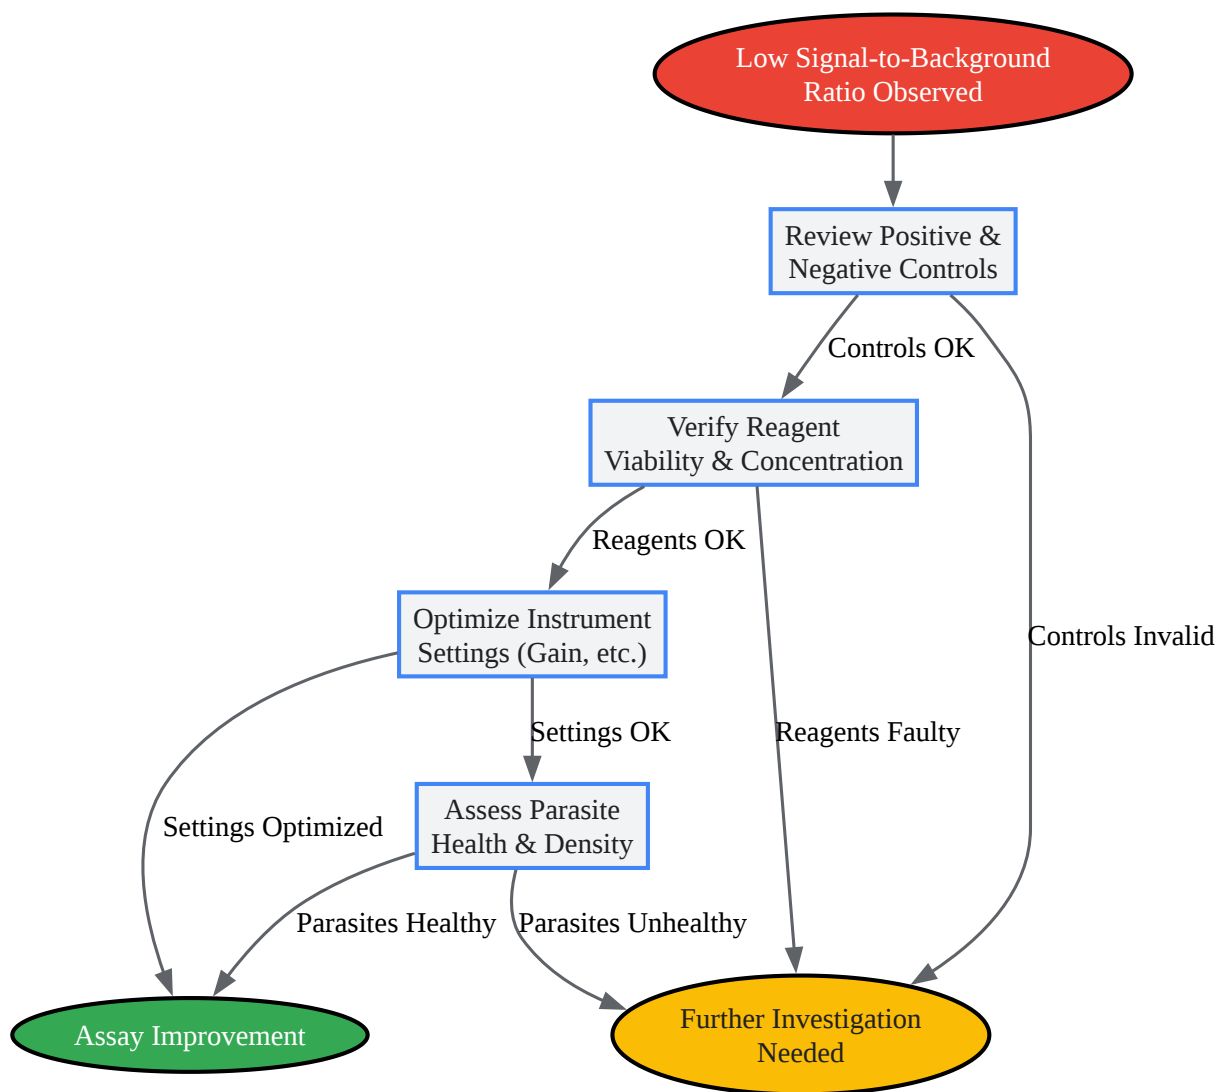 Low Signal-to-Background
Ratio Observed
Review Positive &
Negative Controls
Controls OK
Verify Reagent
Viability & Concentration
Reagents OK
Optimize Instrument
Settings (Gain, etc.)
Controls Invalid
Settings OK
Reagents Faulty
Assess Parasite
Health & Density
Settings Optimized
Parasites Healthy
Parasites Unhealthy
Assay Improvement
Further Investigation
Needed